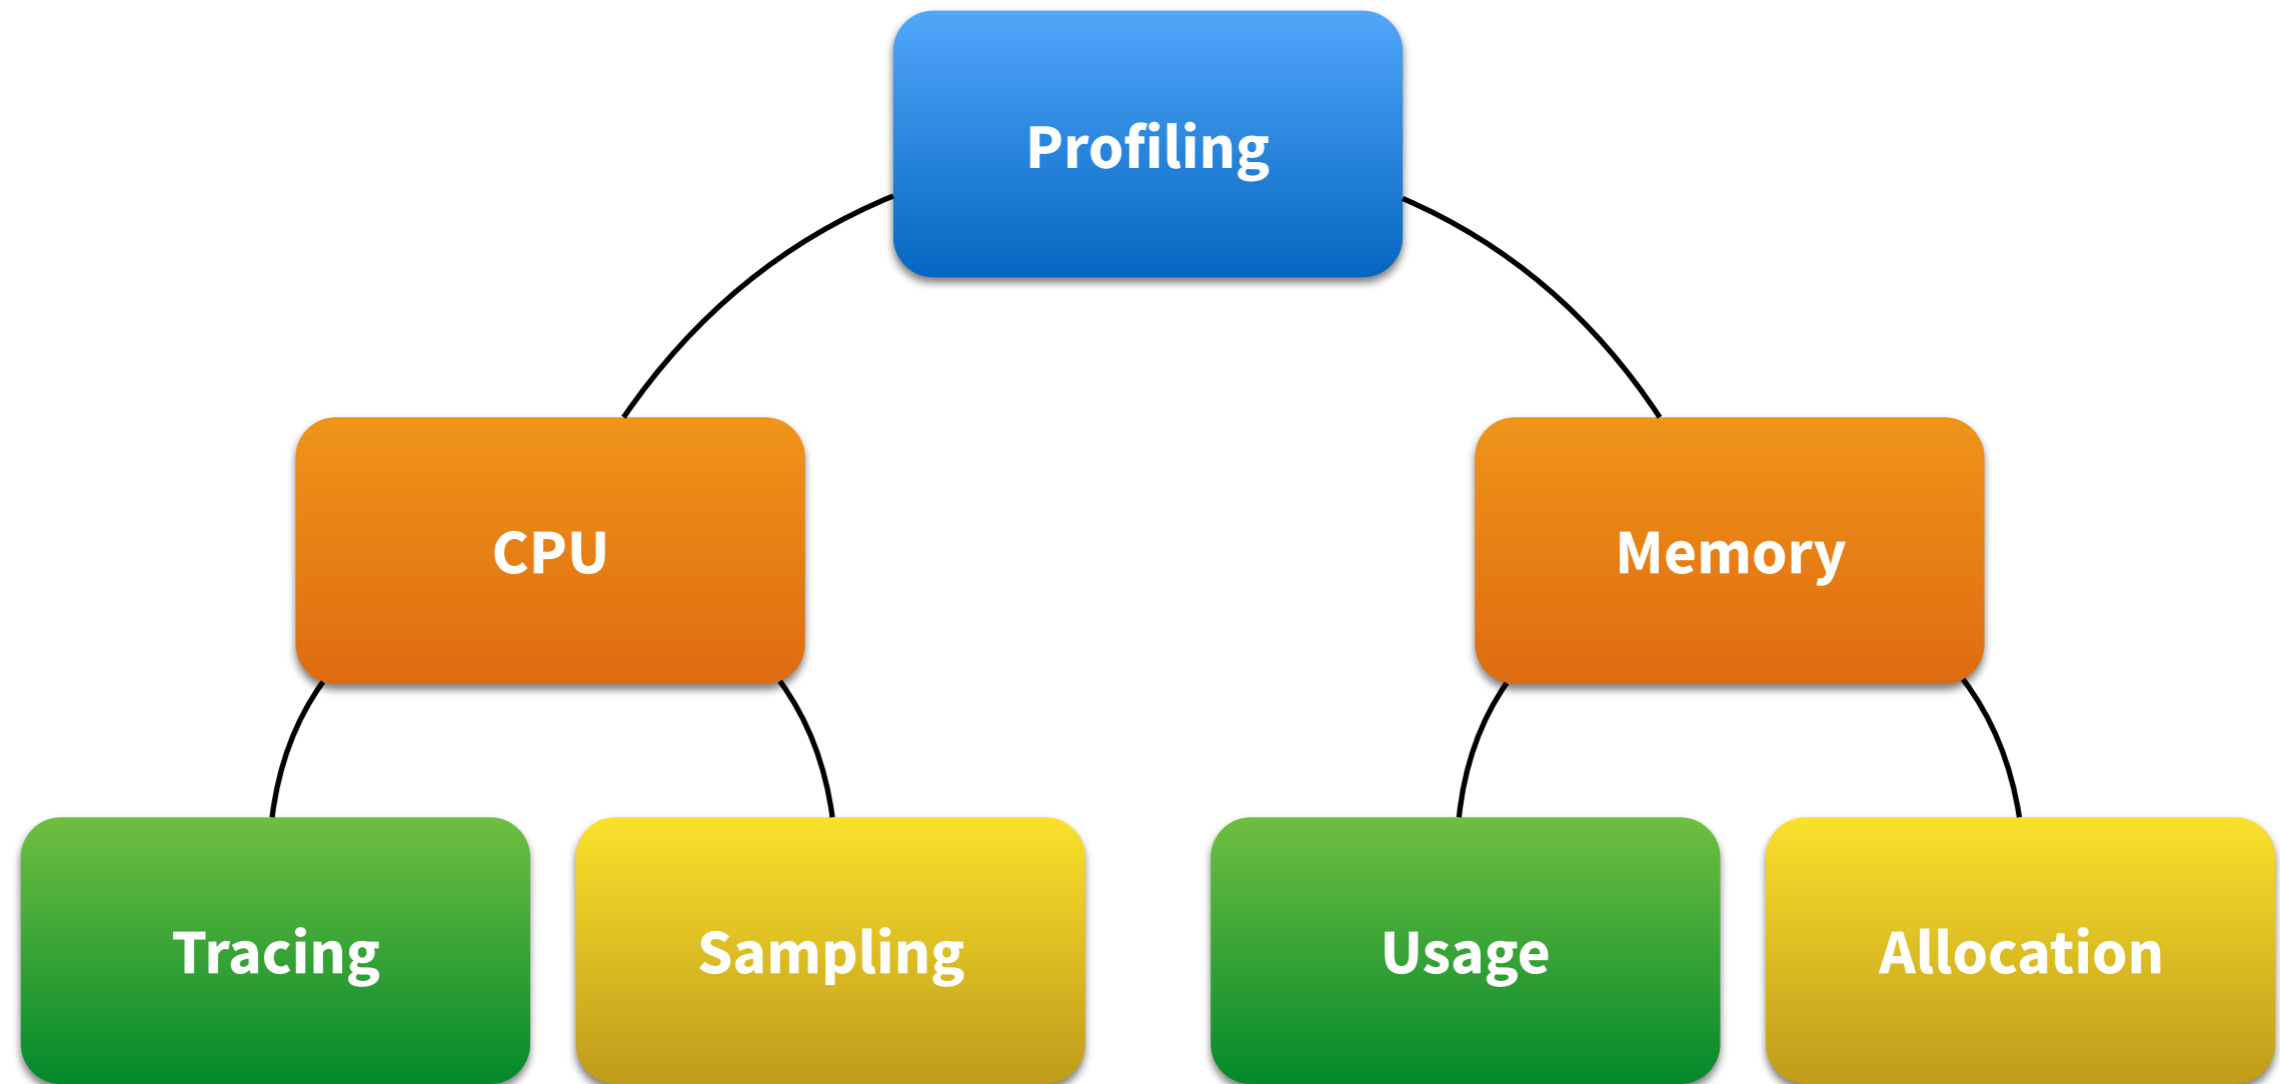 Profiling
CPU
Memory
Tracing
Sampling
Usage
Allocation